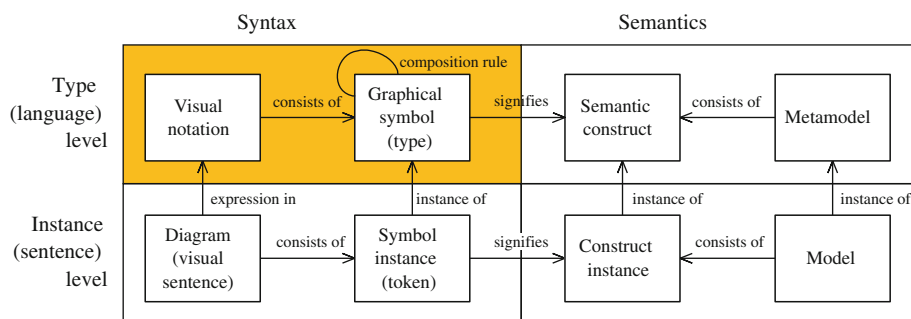 Syntax
Semantics
Type
(language)
level
composition rule
Visual
notation
consists of
Graphical
symbol
(type)
signifies
Semantic
construct
consists of
Metamodel
expression in
instance of
instance of
instance of
Instance
(sentence)
level
Diagram
(visual
sentence)
consists of
Symbol
instance
(token)
signifies
Construct
instance
consists of
Model